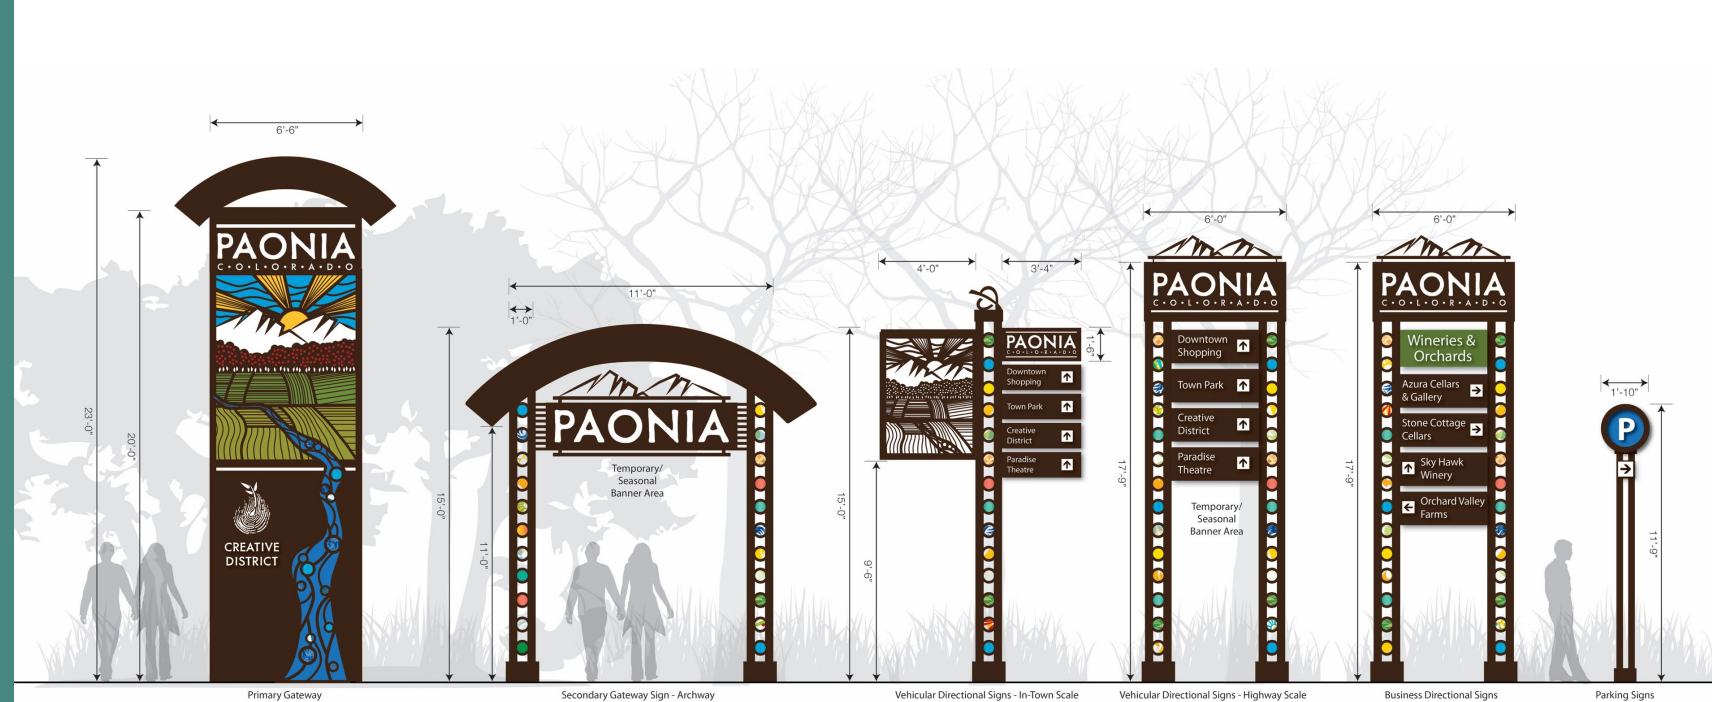 6'-6"
23'-0"
20'-0"
PAONIA
C•O•L•O•R•A•D•O
CREATIVE
DISTRICT
Primary Gateway
11'-0"
1'-0"
15'-0"
11'-0"
PAONIA
Temporary/
Seasonal
Banner Area
Secondary Gateway Sign - Archway
4'-0"
3'-4"
1'-6"
15'-0"
9'-6"
PAONIA
C•O•L•O•R•A•D•O
Downtown
Shopping
Town Park
Creative
District
Paradise
Theatre
Vehicular Directional Signs - In-Town Scale
6'-0"
17'-9"
PAONIA
C•O•L•O•R•A•D•O
Downtown
Shopping
Town Park
Creative
District
Paradise
Theatre
Temporary/
Seasonal
Banner Area
Vehicular Directional Signs - Highway Scale
6'-0"
17'-9"
PAONIA
C•O•L•O•R•A•D•O
Wineries &
Orchards
Azura Cellars
& Gallery
Stone Cottage
Cellars
Sky Hawk
Winery
Orchard Valley
Farms
Business Directional Signs
1'-10"
P
11'-9"
Parking Signs